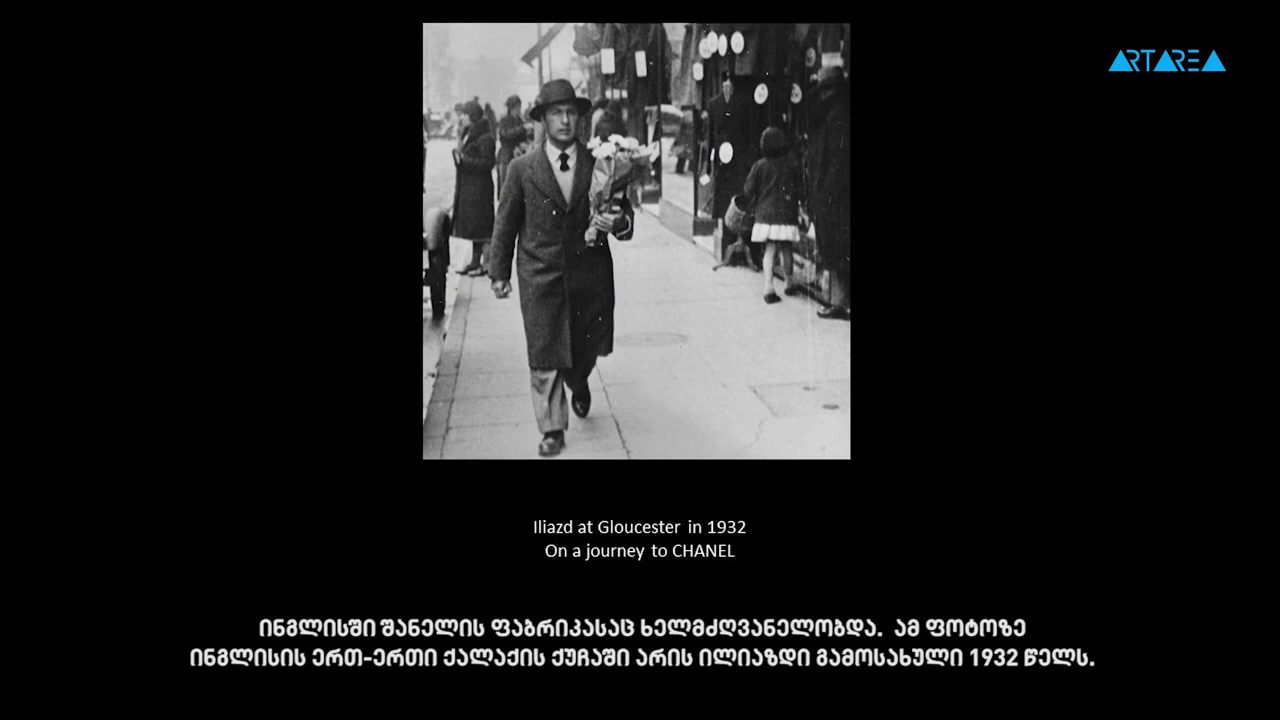 ARTAREA
Iliazd at Gloucester in 1932
On a journey to CHANEL
ინგლისში შანელის ფაბრიკასაც ხელმძღვანელობდა. ამ ფოტოზე
ინგლისის ერთ-ერთი ქალაქის ქუჩაში არის ილიაზდი გამოსახული 1932 წელს.